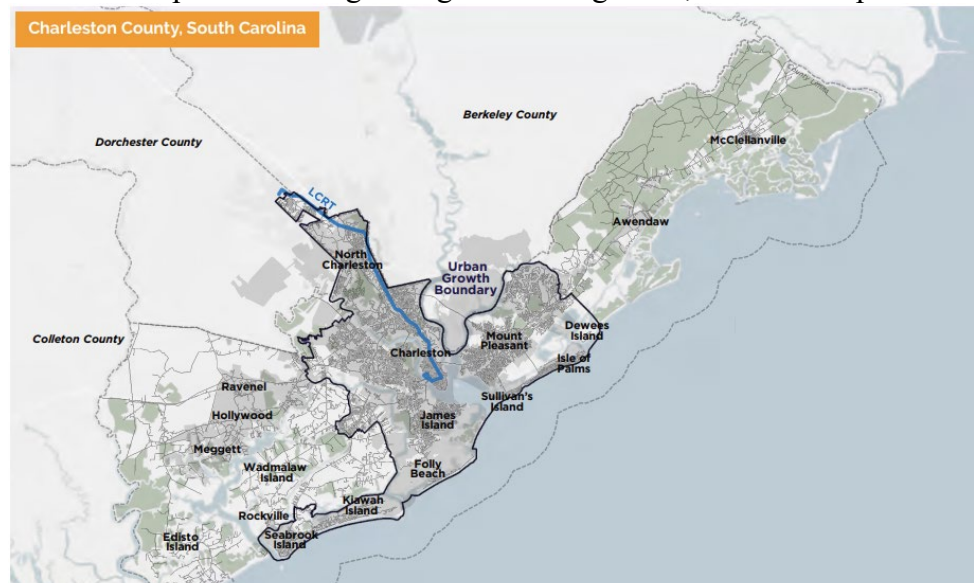 Charleston County, South Carolina
Berkeley County
Dorchester County
McClellanville
LCRT
Awendaw
North
Charleston
Urban
Growth
Boundary
Colleton County
Dewees
Island
Mount
Pleasant
Charleston
Isle of
Palms
Ravenel
Sullivan's
Island
Hollywood
James
Island
Meggett
Wadmalaw
Island
Folly
Beach
Kiawah
Island
Rockville
Seabrook
Island
Edisto
Island